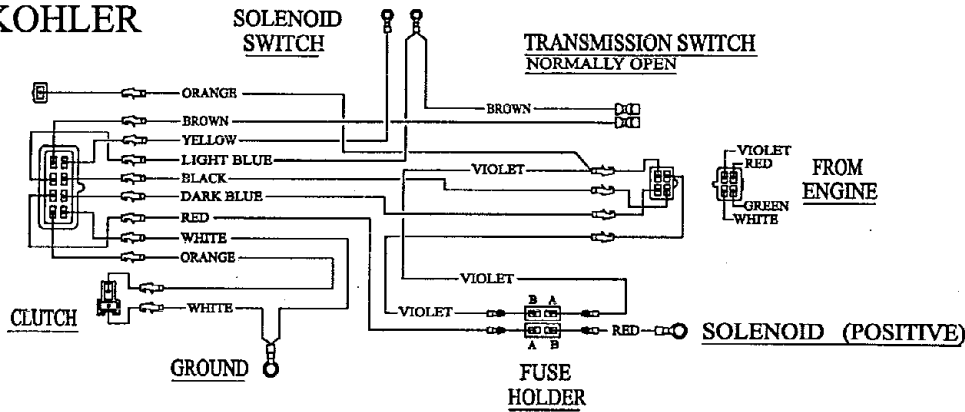 KOHLER
SOLENOID
SWITCH
TRANSMISSION SWITCH
NORMALLY OPEN
ORANGE
BROWN
BROWN
YELLOW
LIGHT BLUE
VIOLET
BLACK
DARK BLUE
RED
WHITE
ORANGE
VIOLET
RED
GREEN
WHITE
FROM
ENGINE
VIOLET
CLUTCH
WHITE
VIOLET
B A
A B
RED
SOLENOID (POSITIVE)
GROUND
FUSE
HOLDER